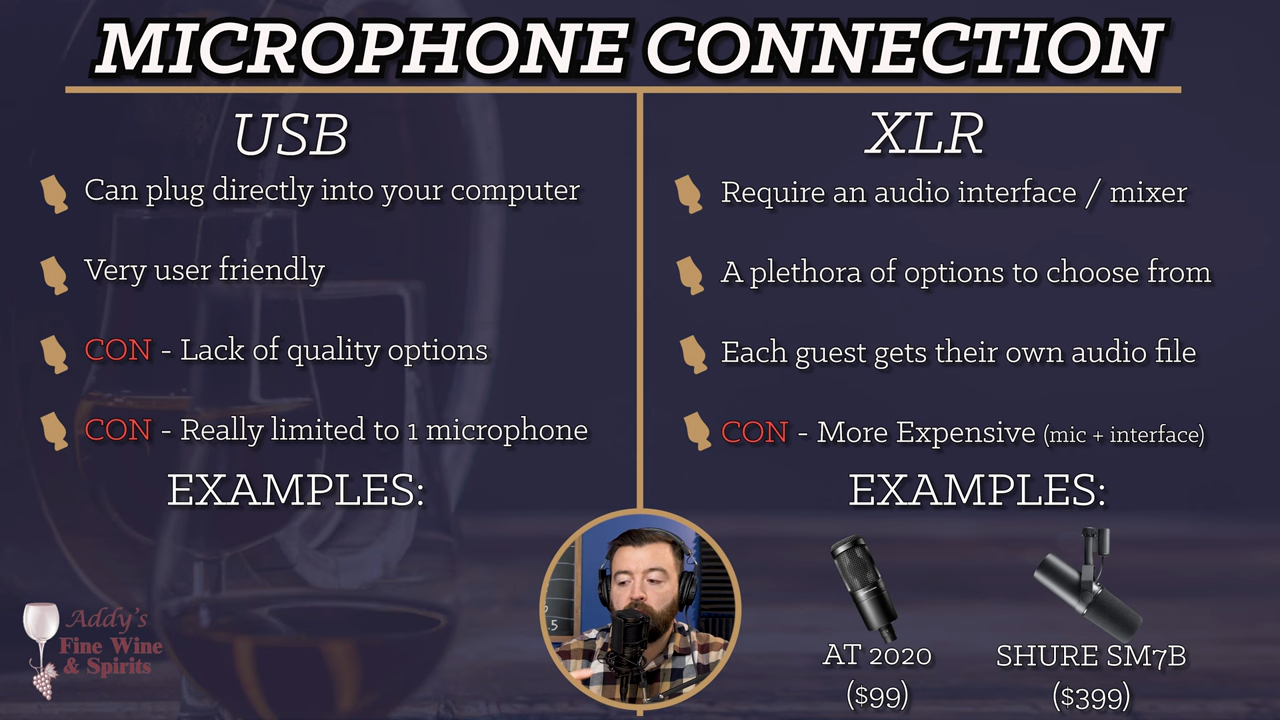 MICROPHONE CONNECTION
USB
Can plug directly into your computer
Very user friendly
CON - Lack of quality options
CON - Really limited to 1 microphone
EXAMPLES:
XLR
Require an audio interface / mixer
A plethora of options to choose from
Each guest gets their own audio file
CON - More Expensive (mic + interface)
EXAMPLES:
AT 2020
($99)
SHURE SM7B
($399)
Addy's
Fine Wine
& Spirits
.5